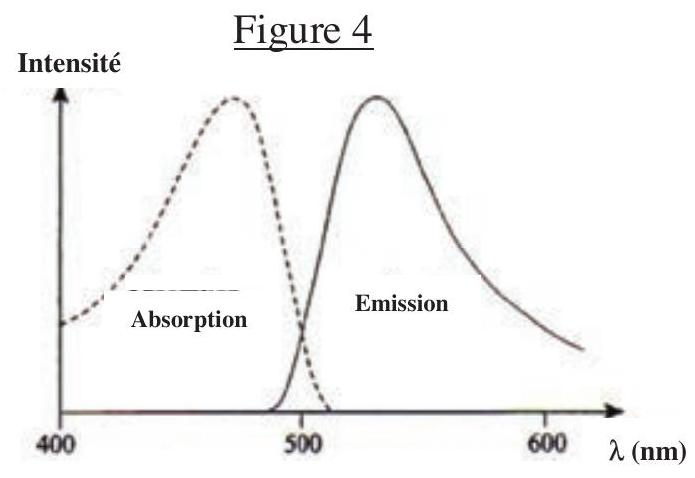 Figure 4
Intensité
Absorption
Emission
400
500
600
λ (nm)